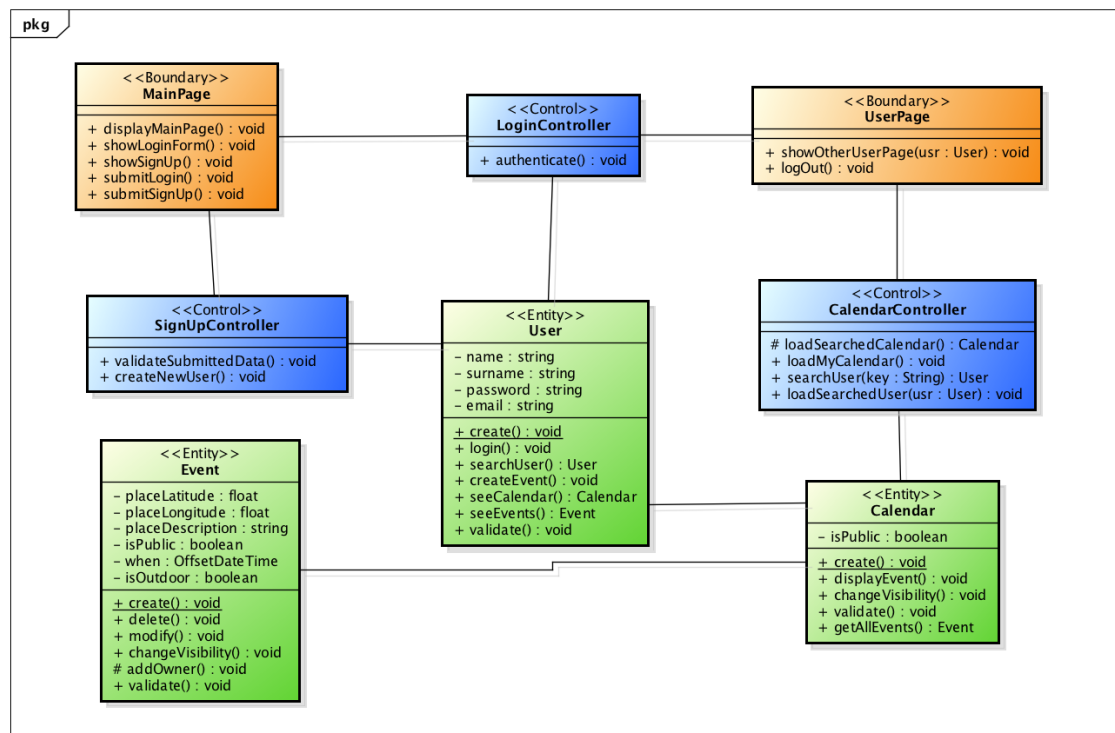 pkg
<<Boundary>>
MainPage
+ displayMainPage() : void
+ showLoginForm() : void
+ showSignUp() : void
+ submitLogin() : void
+ submitSignUp() : void
<<Control>>
LoginController
+ authenticate() : void
<<Boundary>>
UserPage
+ showOtherUserPage(usr : User) : void
+ logOut() : void
<<Control>>
SignUpController
+ validateSubmittedData() : void
+ createNewUser() : void
<<Entity>>
User
– name : string
– surname : string
– password : string
– email : string
+ create() : void
+ login() : void
+ searchUser() : User
+ createEvent() : void
+ seeCalendar() : Calendar
+ seeEvents() : Event
+ validate() : void
<<Control>>
CalendarController
# loadSearchedCalendar() : Calendar
+ loadMyCalendar() : void
+ searchUser(key : String) : User
+ loadSearchedUser(usr : User) : void
<<Entity>>
Event
– placeLatitude : float
– placeLongitude : float
– placeDescription : string
– isPublic : boolean
– when : OffsetDateTime
– isOutdoor : boolean
+ create() : void
+ delete() : void
+ modify() : void
+ changeVisibility() : void
# addOwner() : void
+ validate() : void
<<Entity>>
Calendar
– isPublic : boolean
+ create() : void
+ displayEvent() : void
+ changeVisibility() : void
+ validate() : void
+ getAllEvents() : Event